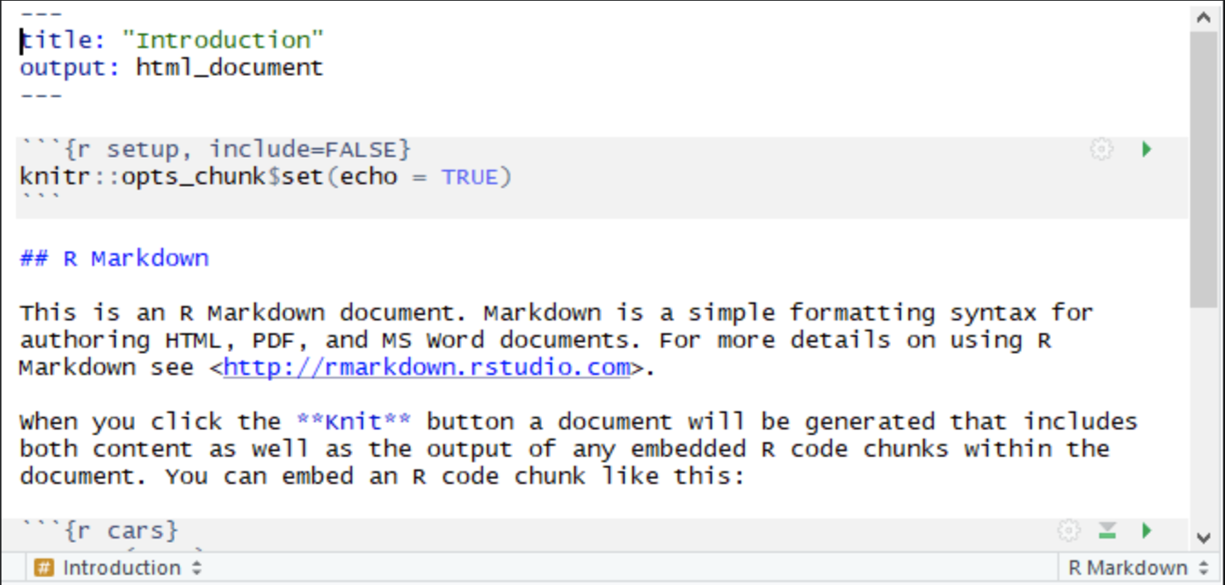 ---
title: "Introduction"
output: html_document
---
```{r setup, include=FALSE}
knitr::opts_chunk$set(echo = TRUE)
```
## R Markdown
This is an R Markdown document. Markdown is a simple formatting syntax for
authoring HTML, PDF, and MS Word documents. For more details on using R
Markdown see <http://rmarkdown.rstudio.com>.
When you click the **Knit** button a document will be generated that includes
both content as well as the output of any embedded R code chunks within the
document. You can embed an R code chunk like this:
```{r cars}
# Introduction
R Markdown